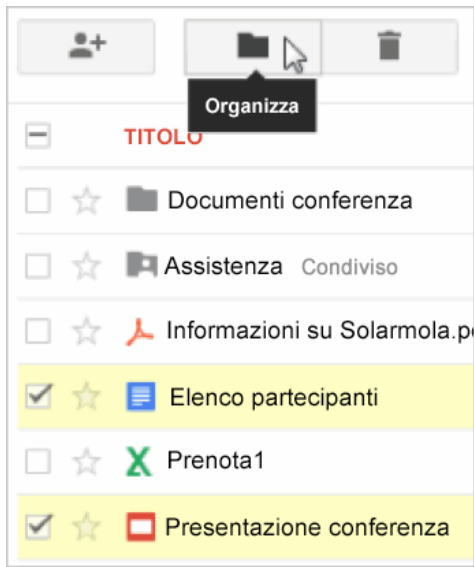 Organizza
TITOLO
Documenti conferenza
Assistenza Condiviso
Informazioni su Solarmola.p
Elenco partecipanti
Prenota1
Presentazione conferenza